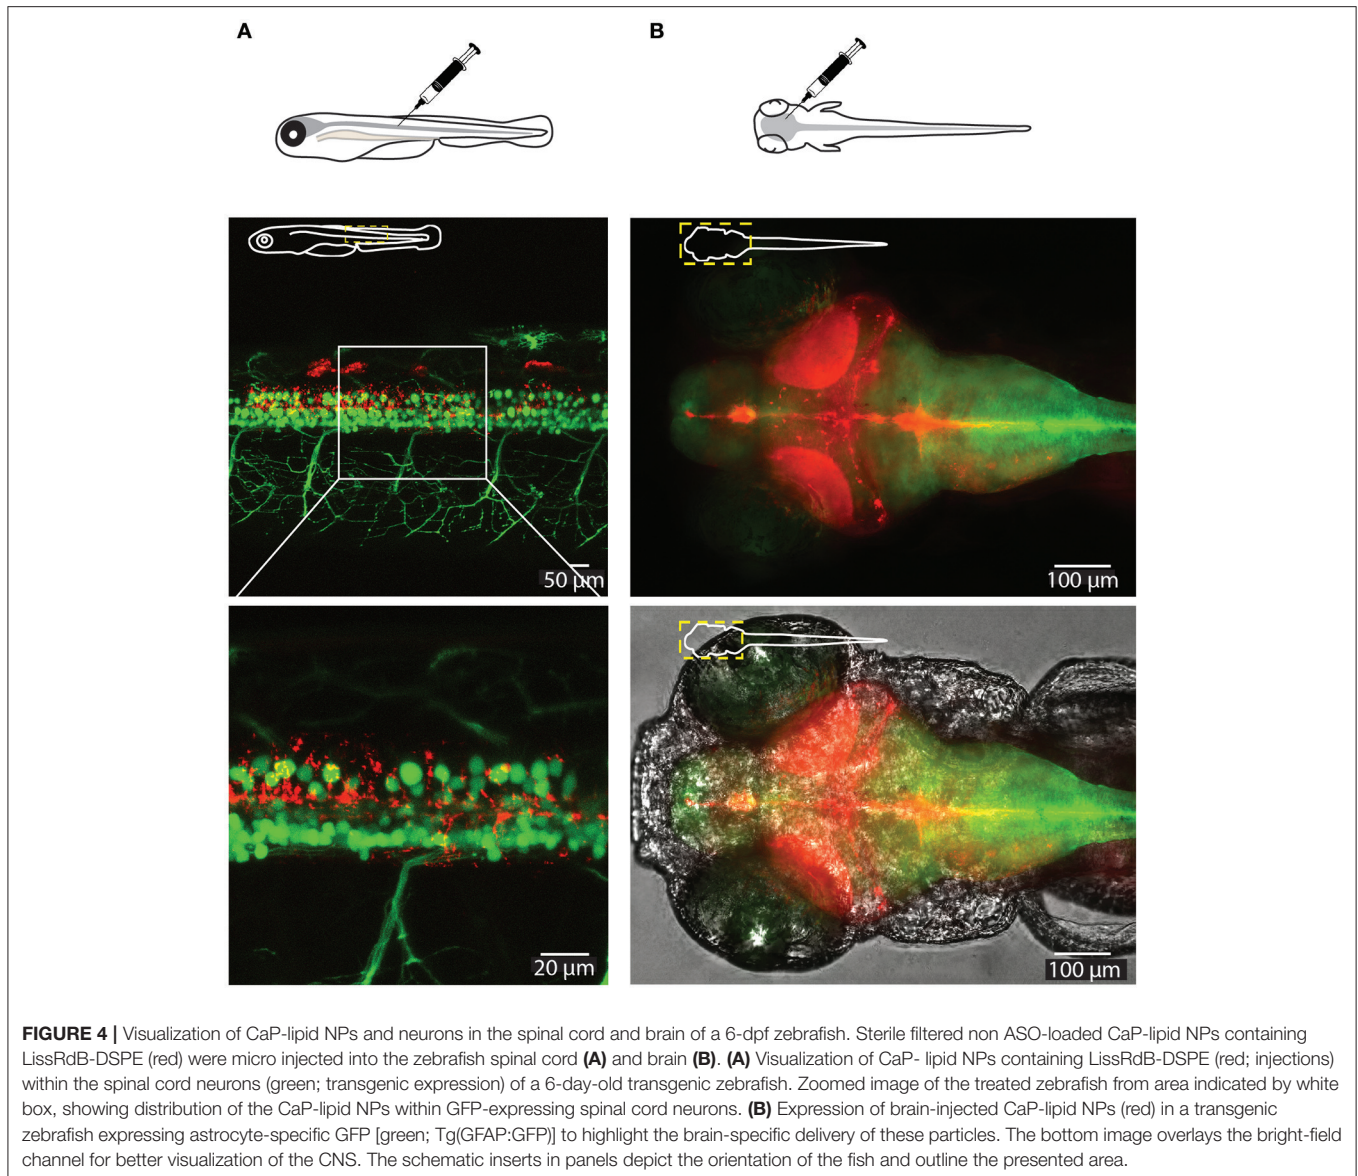 A
B
50 µm
100 µm
20 µm
100 µm
FIGURE 4 | Visualization of CaP-lipid NPs and neurons in the spinal cord and brain of a 6-dpf zebrafish. Sterile filtered non ASO-loaded CaP-lipid NPs containing
LissRdB-DSPE (red) were micro injected into the zebrafish spinal cord (A) and brain (B). (A) Visualization of CaP- lipid NPs containing LissRdB-DSPE (red; injections)
within the spinal cord neurons (green; transgenic expression) of a 6-day-old transgenic zebrafish. Zoomed image of the treated zebrafish from area indicated by white
box, showing distribution of the CaP-lipid NPs within GFP-expressing spinal cord neurons. (B) Expression of brain-injected CaP-lipid NPs (red) in a transgenic
zebrafish expressing astrocyte-specific GFP [green; Tg(GFAP:GFP)] to highlight the brain-specific delivery of these particles. The bottom image overlays the bright-field
channel for better visualization of the CNS. The schematic inserts in panels depict the orientation of the fish and outline the presented area.